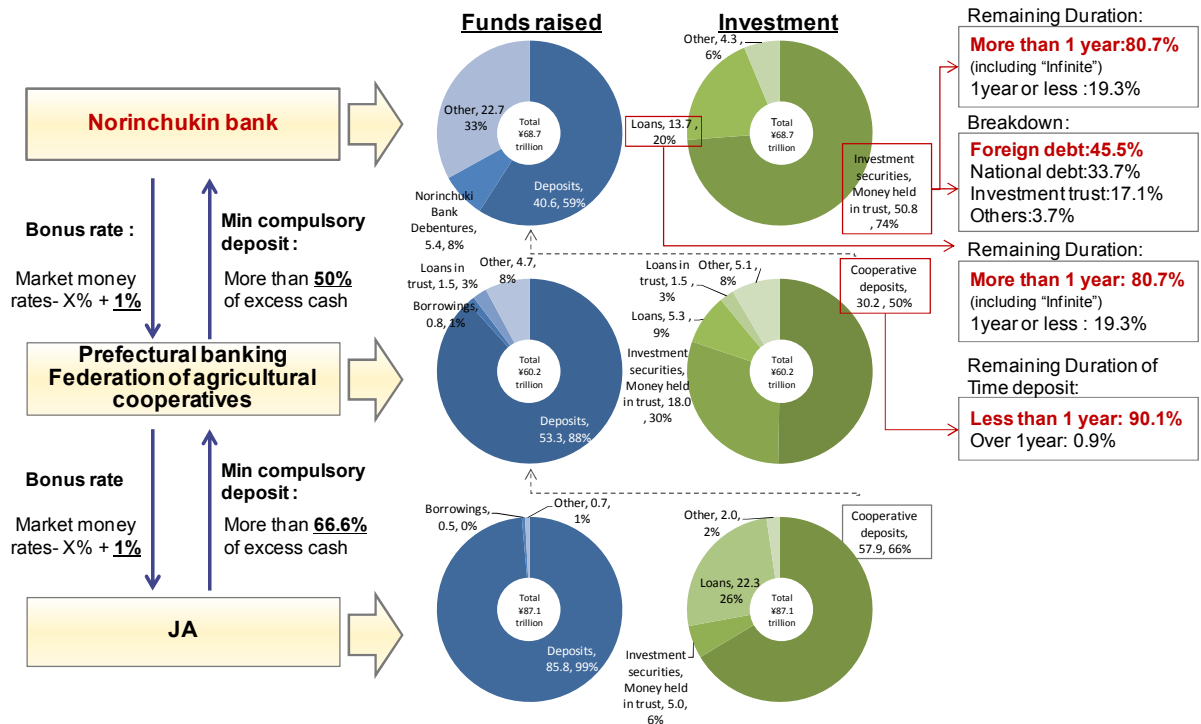 Funds raised
Investment
Norinchukin bank
Bonus rate :
Market money
rates- X% + 1%
Min compulsory
deposit :
More than 50%
of excess cash
Prefectural banking
Federation of agricultural
cooperatives
Bonus rate
Market money
rates- X% + 1%
Min compulsory
deposit :
More than 66.6%
of excess cash
JA
Other, 22.7
33%
Total
¥68.7
trillion
Deposits,
40.6, 59%
Norinchuki
Bank
Debentures,
5.4, 8%
Other, 4.3 ,
6%
Loans, 13.7 ,
20%
Total
¥68.7
trillion
Investment
securities,
Money held
in trust, 50.8
, 74%
Other, 4.7,
8%
Loans in
trust, 1.5, 3%
Borrowings,
0.8, 1%
Total
¥60.2
trillion
Deposits,
53.3, 88%
Loans in
trust, 1.5 ,
3%
Other, 5.1 ,
8%
Loans, 5.3 ,
9%
Investment
securities,
Money held
in trust, 18.0
, 30%
Total
¥60.2
trillion
Cooperative
deposits,
30.2, 50%
Borrowings,
0.5, 0%
Other, 0.7,
1%
Total
¥87.1
trillion
Deposits,
85.8, 99%
Other, 2.0,
2%
Loans, 22.3
26%
Total
¥87.1
trillion
Investment
securities,
Money held
in trust, 5.0,
6%
Cooperative
deposits,
57.9, 66%
Remaining Duration:
More than 1 year:80.7%
(including “Infinite”)
1year or less :19.3%
Breakdown:
Foreign debt:45.5%
National debt:33.7%
Investment trust:17.1%
Others:3.7%
Remaining Duration:
More than 1 year: 80.7%
(including “Infinite”)
1year or less : 19.3%
Remaining Duration of
Time deposit:
Less than 1 year: 90.1%
Over 1year: 0.9%